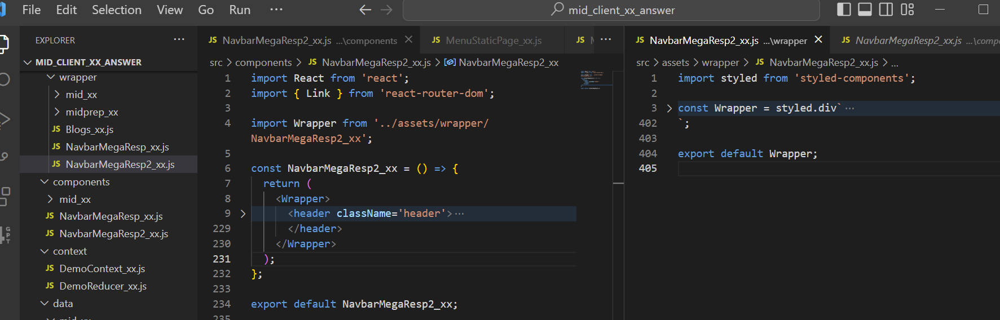 File Edit Selection View Go Run ···
mid_client_xx_answer
EXPLORER ···
MID_CLIENT_XX_ANSWER
wrapper
mid_xx
midprep_xx
JS Blogs_xx.js
JS NavbarMegaResp_xx.js
JS NavbarMegaResp2_xx.js
components
mid_xx
JS NavbarMegaResp_xx.js
JS NavbarMegaResp2_xx.js
context
JS DemoContext_xx.js
JS DemoReducer_xx.js
data
GPT
JS NavbarMegaResp2_xx.js ...\components
JS MenuStaticPage_xx.js
JS ···
src > components > JS NavbarMegaResp2_xx.js > NavbarMegaResp2_xx
1 import React from 'react';
2 import { Link } from 'react-router-dom';
3
4 import Wrapper from '../assets/wrapper/
NavbarMegaResp2_xx';
5
6 const NavbarMegaResp2_xx = () => {
7 return (
8 <Wrapper>
9 <header className='header'>···
229 </header>
230 </Wrapper>
231 );
232 };
233
234 export default NavbarMegaResp2_xx;
235
JS NavbarMegaResp2_xx.js ...\wrapper
JS NavbarMegaResp2_xx.js ...\comp
src > assets > wrapper > JS NavbarMegaResp2_xx.js > ...
1 import styled from 'styled-components';
2
3 const Wrapper = styled.div`···
402 `;
403
404 export default Wrapper;
405